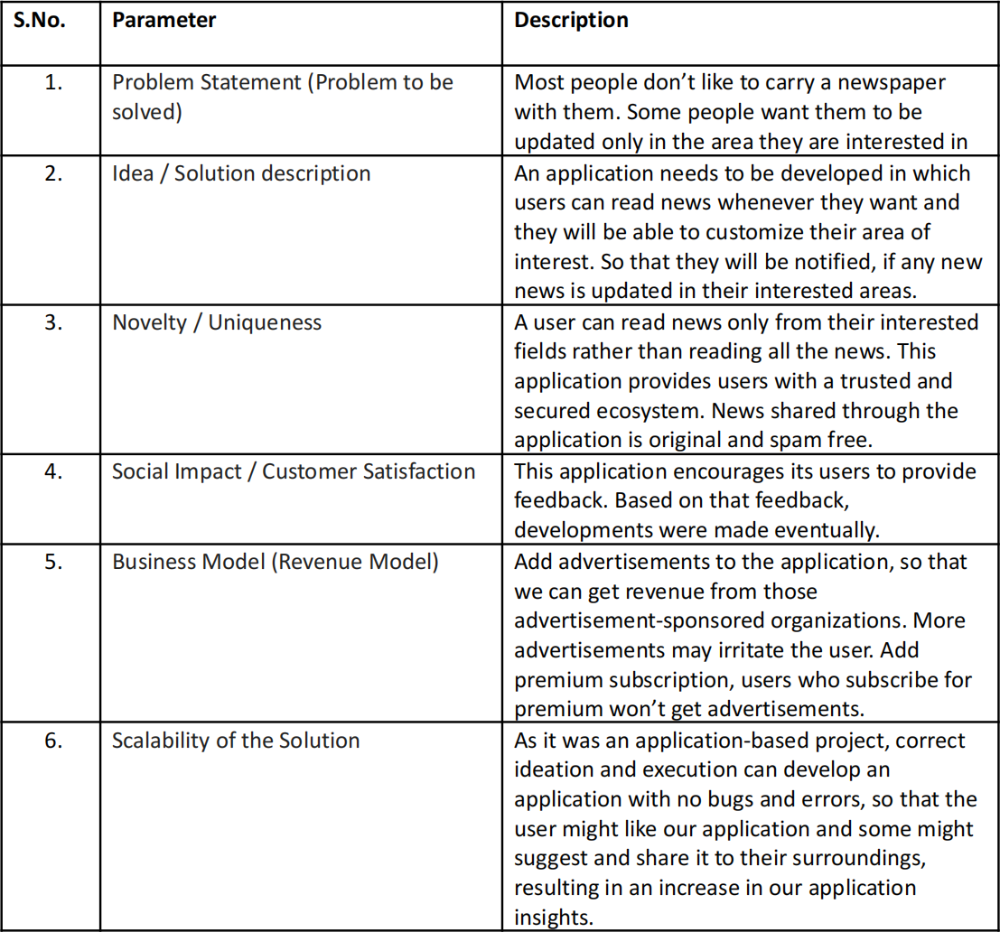 S.No. Parameter Description
1. Problem Statement (Problem to be solved) Most people don’t like to carry a newspaper
with them. Some people want them to be
updated only in the area they are interested in
2. Idea / Solution description An application needs to be developed in which
users can read news whenever they want and
they will be able to customize their area of
interest. So that they will be notified, if any new
news is updated in their interested areas.
3. Novelty / Uniqueness A user can read news only from their interested
fields rather than reading all the news. This
application provides users with a trusted and
secured ecosystem. News shared through the
application is original and spam free.
4. Social Impact / Customer Satisfaction This application encourages its users to provide
feedback. Based on that feedback,
developments were made eventually.
5. Business Model (Revenue Model) Add advertisements to the application, so that
we can get revenue from those
advertisement-sponsored organizations. More
advertisements may irritate the user. Add
premium subscription, users who subscribe for
premium won’t get advertisements.
6. Scalability of the Solution As it was an application-based project, correct
ideation and execution can develop an
application with no bugs and errors, so that the
user might like our application and some might
suggest and share it to their surroundings,
resulting in an increase in our application
insights.